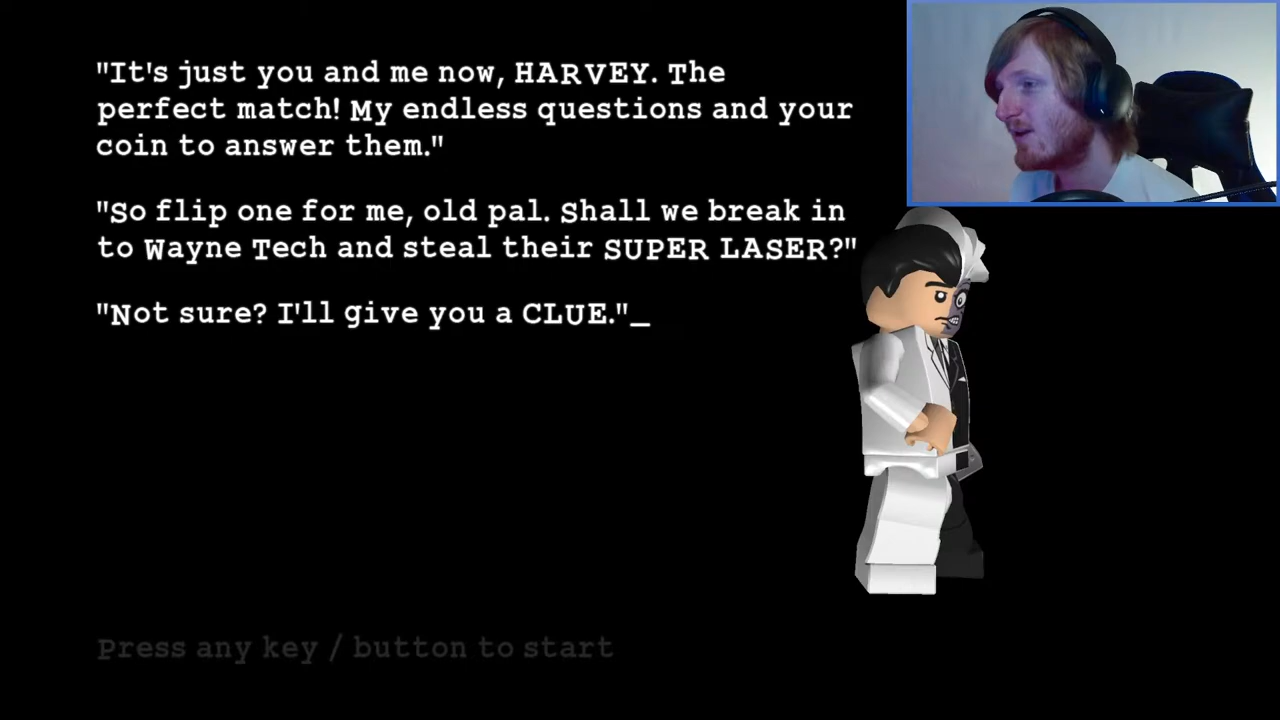 "It's just you and me now, HARVEY. The
perfect match! My endless questions and your
coin to answer them."
"So flip one for me, old pal. Shall we break in
to Wayne Tech and steal their SUPER LASER?"
"Not sure? I'll give you a CLUE."_
Press any key / button to start